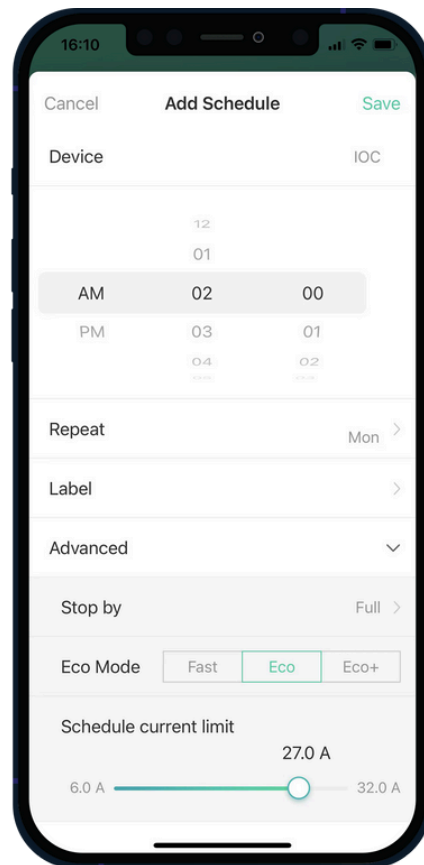 16:10
Cancel Add Schedule Save
Device IOC
12
01
AM 02 00
PM 03 01
04 02
Repeat Mon
Label
Advanced
Stop by Full
Eco Mode Fast Eco Eco+
Schedule current limit
27.0 A
6.0 A 32.0 A